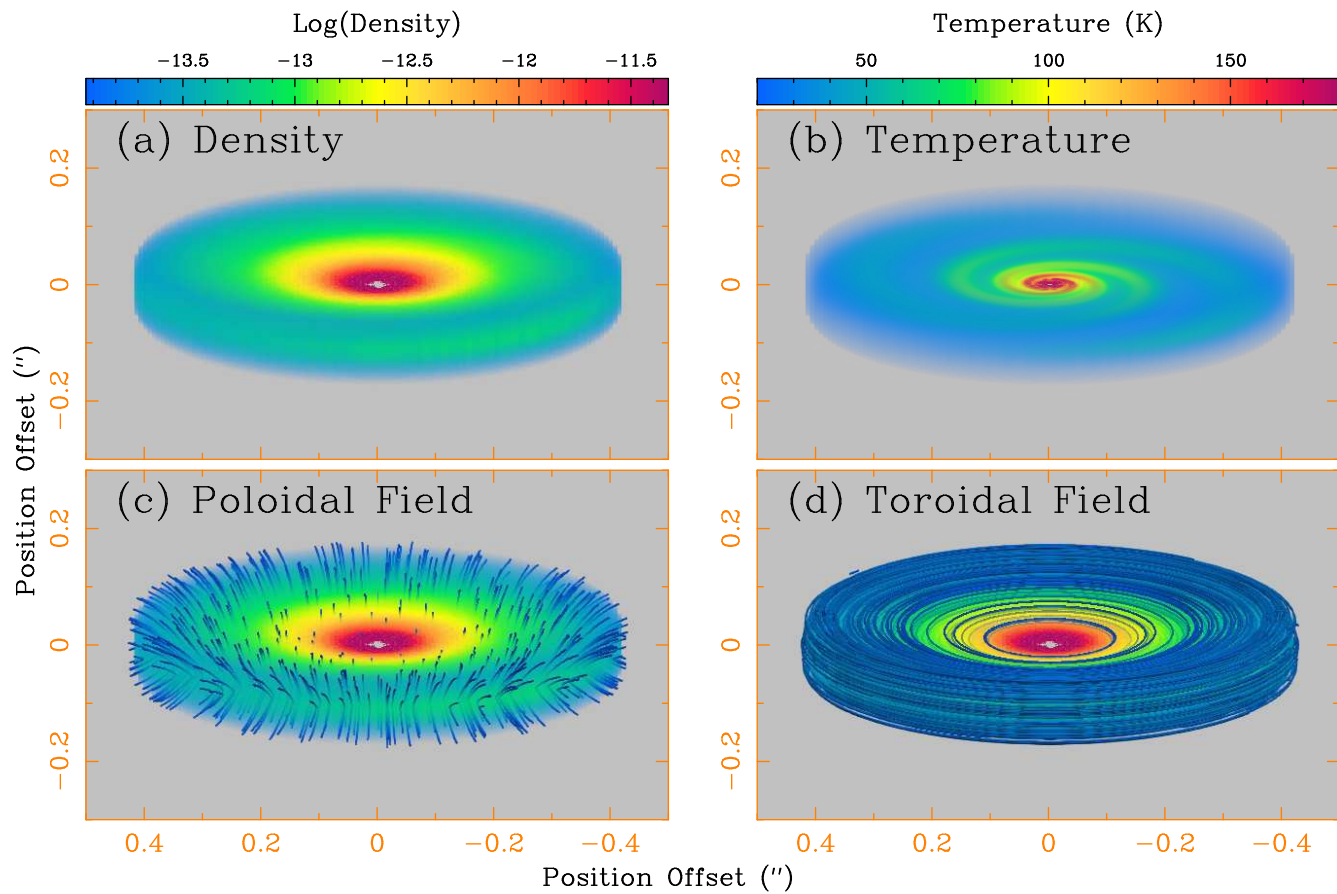 Log(Density)
Temperature (K)
−13.5 −13 −12.5 −12 −11.5
50 100 150
(a) Density
(b) Temperature
0.2 0 −0.2
0.2 0 −0.2
(c) Poloidal Field
(d) Toroidal Field
0.2 0 −0.2
0.2 0 −0.2
Position Offset (")
0.4 0.2 0 −0.2 −0.4
0.4 0.2 0 −0.2 −0.4
Position Offset (")